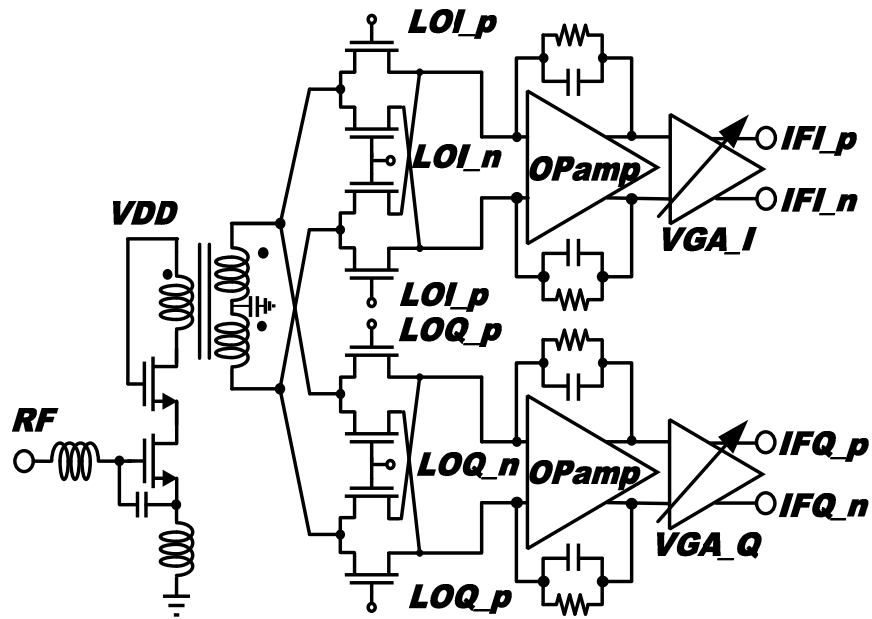 LOI_p
LOI_n
OPamp
IFI_p
IFI_n
VGA_I
VDD
LOI_p
LOQ_p
RF
LOQ_n
OPamp
IFQ_p
IFQ_n
VGA_Q
LOQ_p